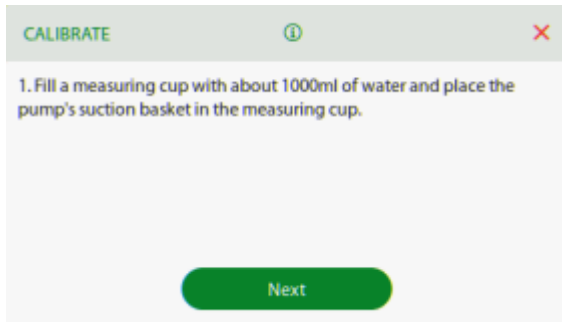 CALIBRATE
1. Fill a measuring cup with about 1000ml of water and place the
pump's suction basket in the measuring cup.
Next